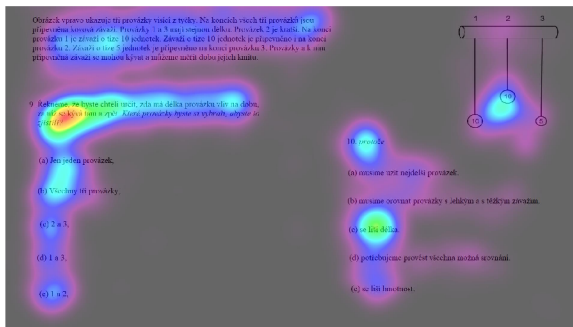 Obrázek vpravo ukazuje tři provázky visící z tyčky. Na koncích všech tří provázků jsou
připevněna kovová závaží. Provázky 1 a 3 mají stejnou délku. Provázek 2 je kratší. Na konci
provázku 1 je závaží o tíze 10 jednotek. Závaží o tíze 10 jednotek je připevněno i na konci
provázku 2. Závaží o tíze 5 jednotek je připevněno na konci provázku 3. Provázky a k nim
připevněná závaží se mohou kývat a můžeme měřit dobu jejich kmitu.
1 2 3
10 10 5
9. Řekněme, že byste chtěli určit, zda má délka provázku vliv na dobu,
se kývá tam a zpět. Které provázky byste si vybrali, abyste to
zjistili?
(a) Jen jeden provázek,
(b) Všechny tři provázky,
(c) 2 a 3,
(d) 1 a 3,
(e) 1 a 2,
10. protože
(a) musíme užít nejdelší provázek.
(b) musíme srovnat provázky s lehkým a s těžkým závažím.
(c) se liší délka.
(d) potřebujeme provést všechna možná srovnání.
(e) se liší hmotnost.